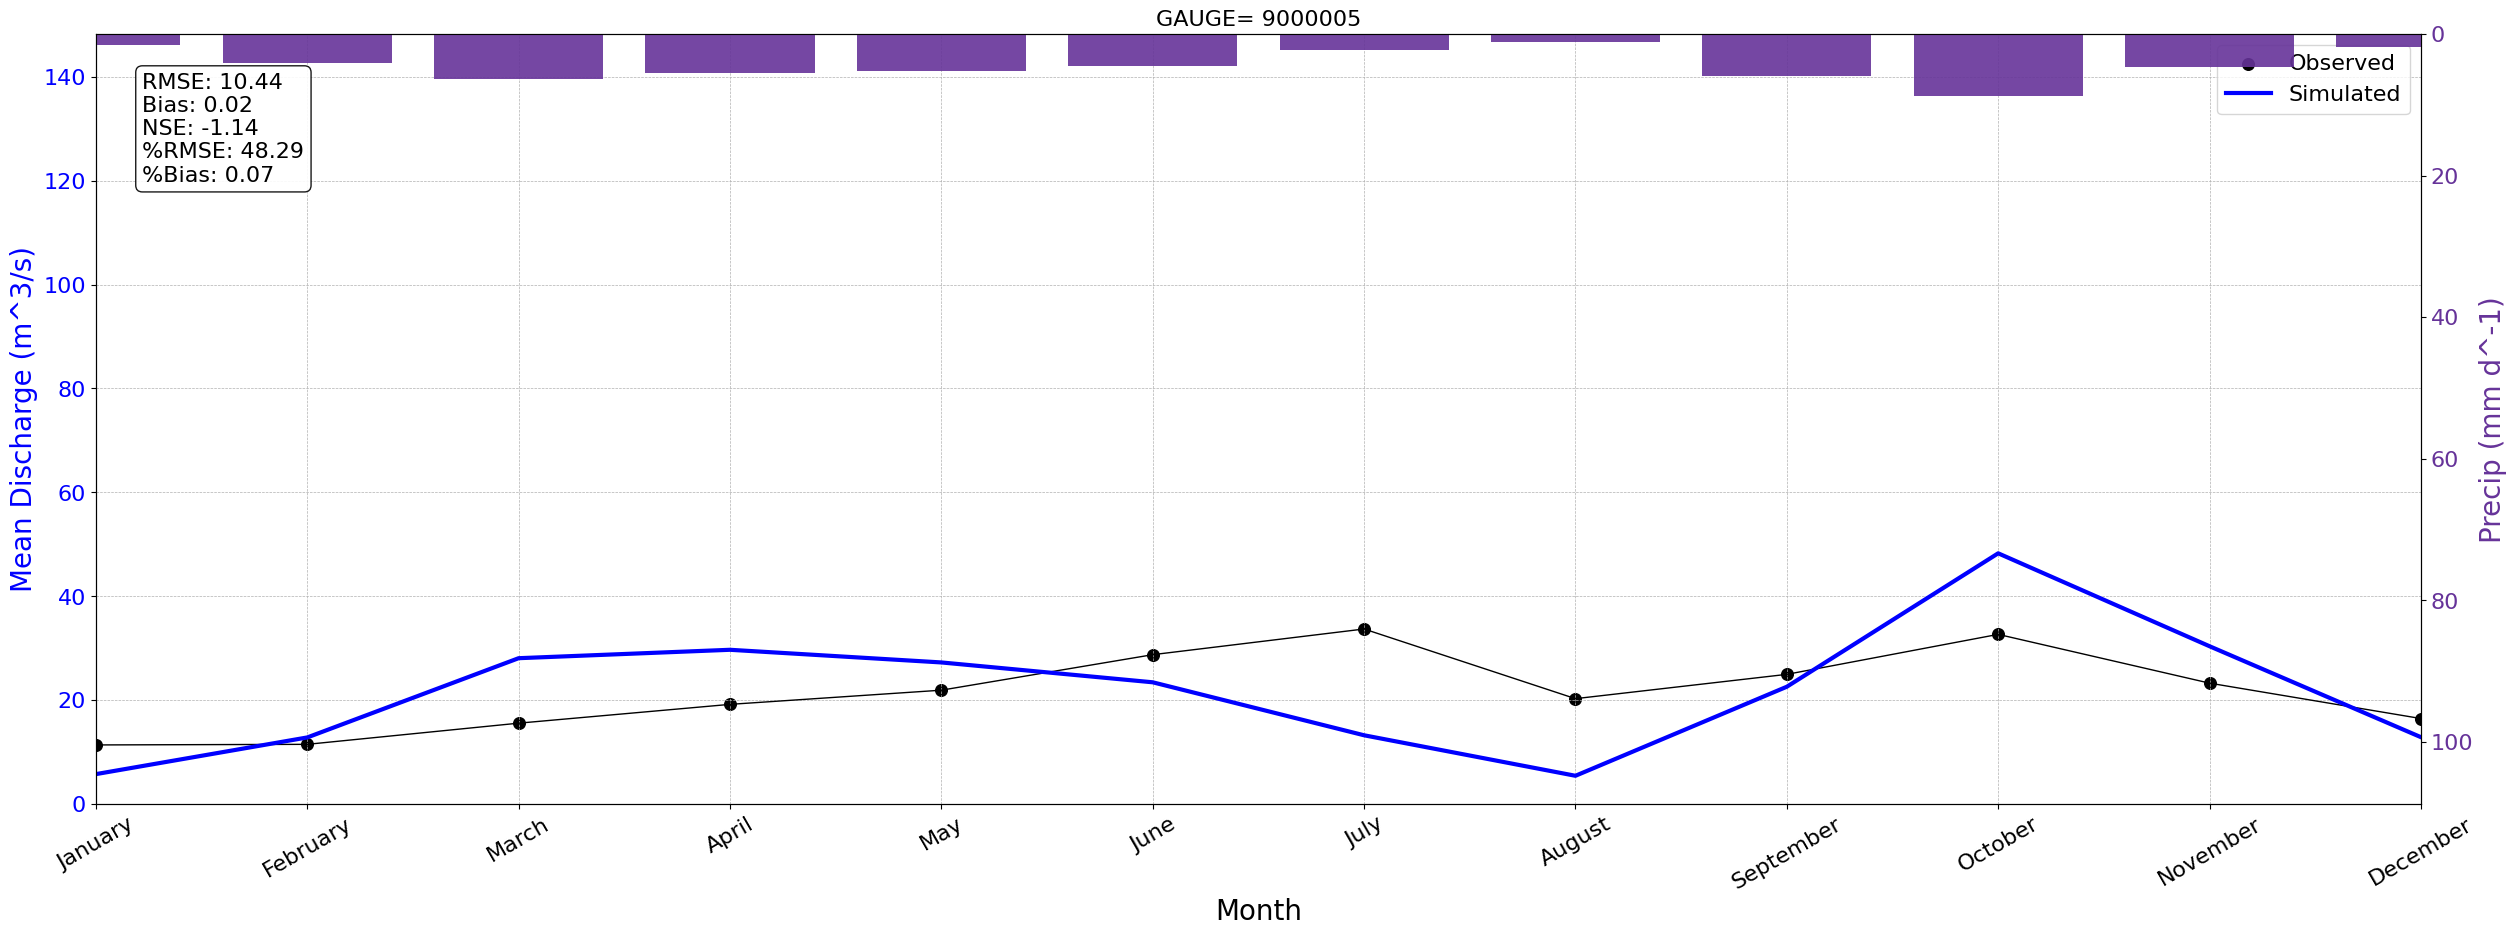 GAUGE= 9000005
RMSE: 10.44
Bias: 0.02
NSE: -1.14
%RMSE: 48.29
%Bias: 0.07
Observed
Simulated
Mean Discharge (m^3/s)
140
120
100
80
60
40
20
0
0
20
40
60
80
100
Precip (mm d^-1)
January
February
March
April
May
June
July
August
September
October
November
December
Month